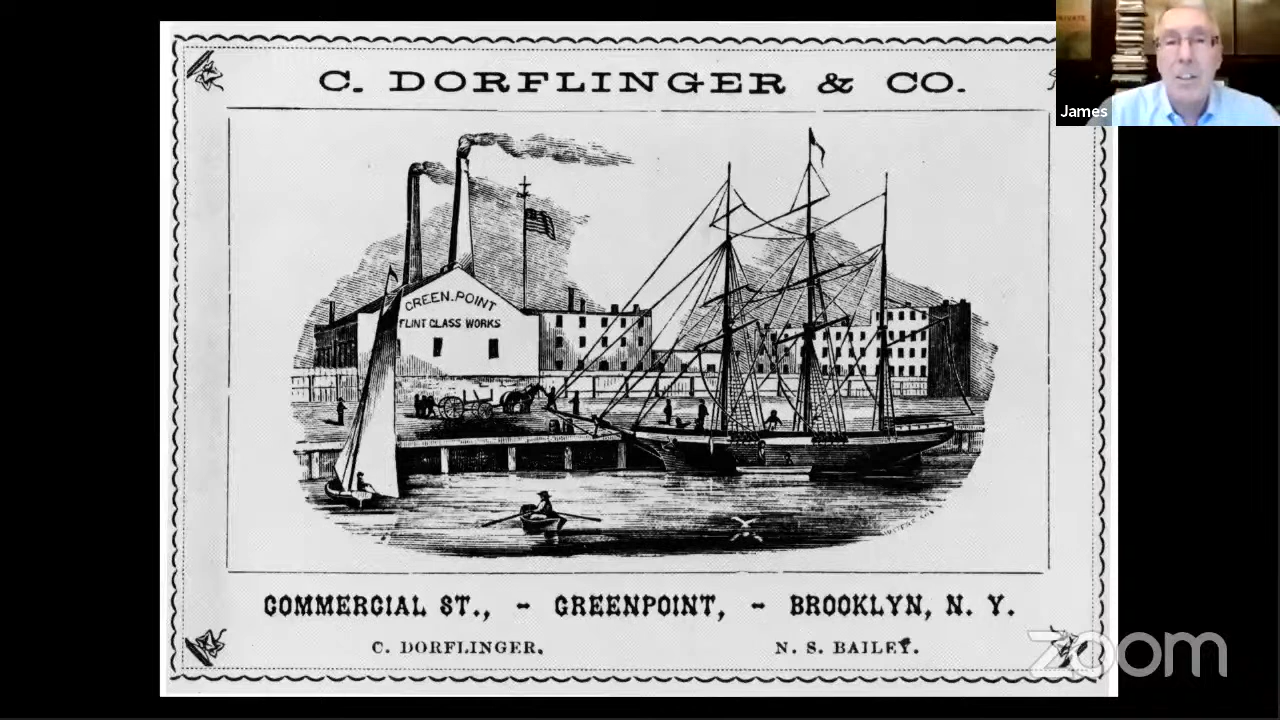 C. DORFLINGER & CO.
James
GREEN.POINT
FLINT GLASS WORKS
COMMERCIAL ST., - GREENPOINT, - BROOKLYN, N. Y.
C. DORFLINGER. N. S. BAILEY.
zoom